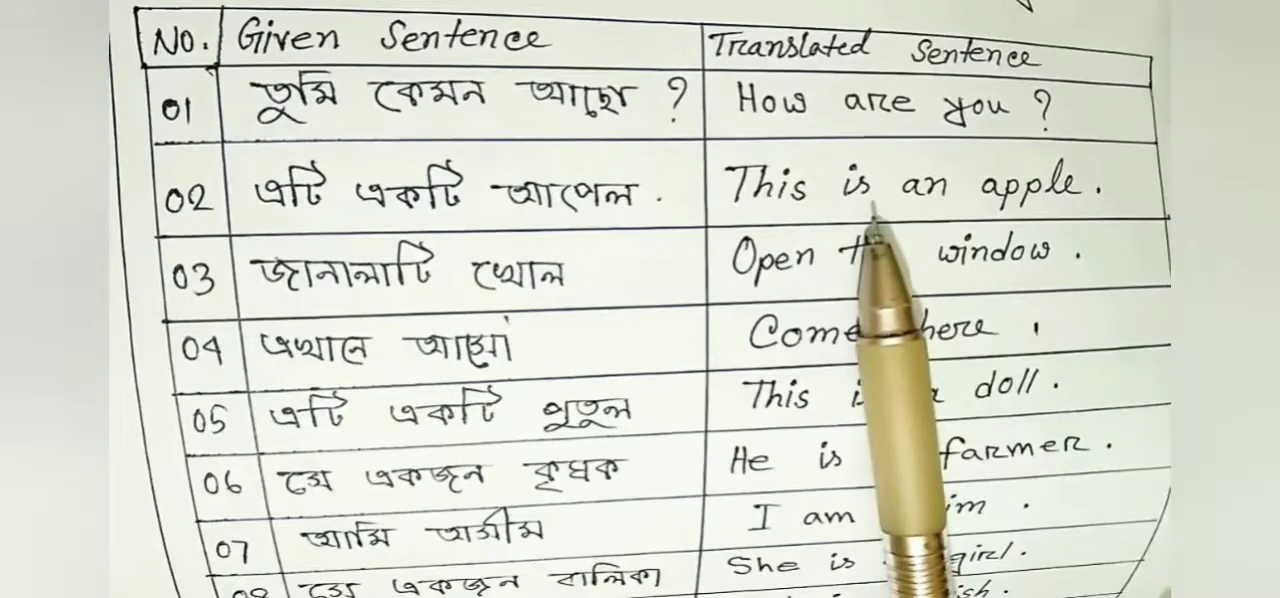 No. Given Sentence Translated Sentence
01 তুমি কেমন আছো ? How are you ?
02 এটি একটি আপেল . This is an apple .
03 জানালাটি খোল Open window .
04 এখানে আসো Come here .
05 এটি একটি পুতুল This doll .
06 সে একজন কৃষক He is farmer .
07 আমি অসীম I am
সে একজন বালিকা She is girl .